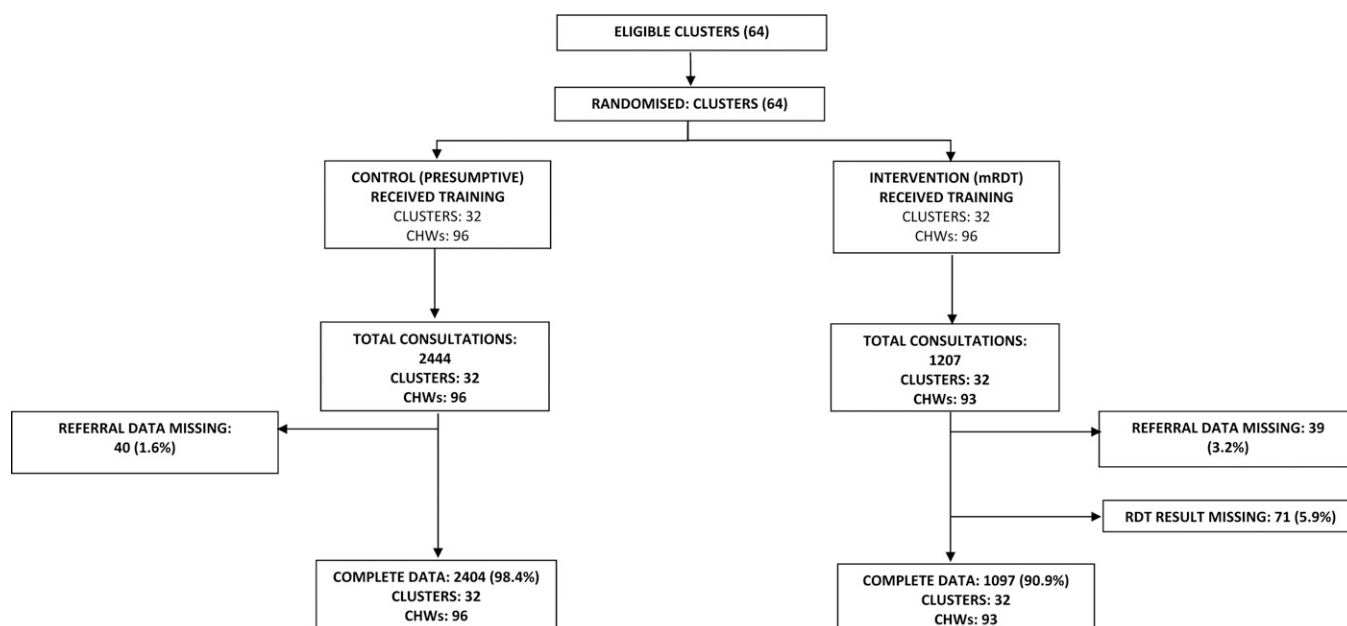 ELIGIBLE CLUSTERS (64)
RANDOMISED: CLUSTERS (64)
CONTROL (PRESUMPTIVE)
RECEIVED TRAINING
CLUSTERS: 32
CHWs: 96
INTERVENTION (mRDT)
RECEIVED TRAINING
CLUSTERS: 32
CHWs: 96
TOTAL CONSULTATIONS:
2444
CLUSTERS: 32
CHWs: 96
TOTAL CONSULTATIONS:
1207
CLUSTERS: 32
CHWs: 93
REFERRAL DATA MISSING:
40 (1.6%)
REFERRAL DATA MISSING: 39
(3.2%)
RDT RESULT MISSING: 71 (5.9%)
COMPLETE DATA: 2404 (98.4%)
CLUSTERS: 32
CHWs: 96
COMPLETE DATA: 1097 (90.9%)
CLUSTERS: 32
CHWs: 93